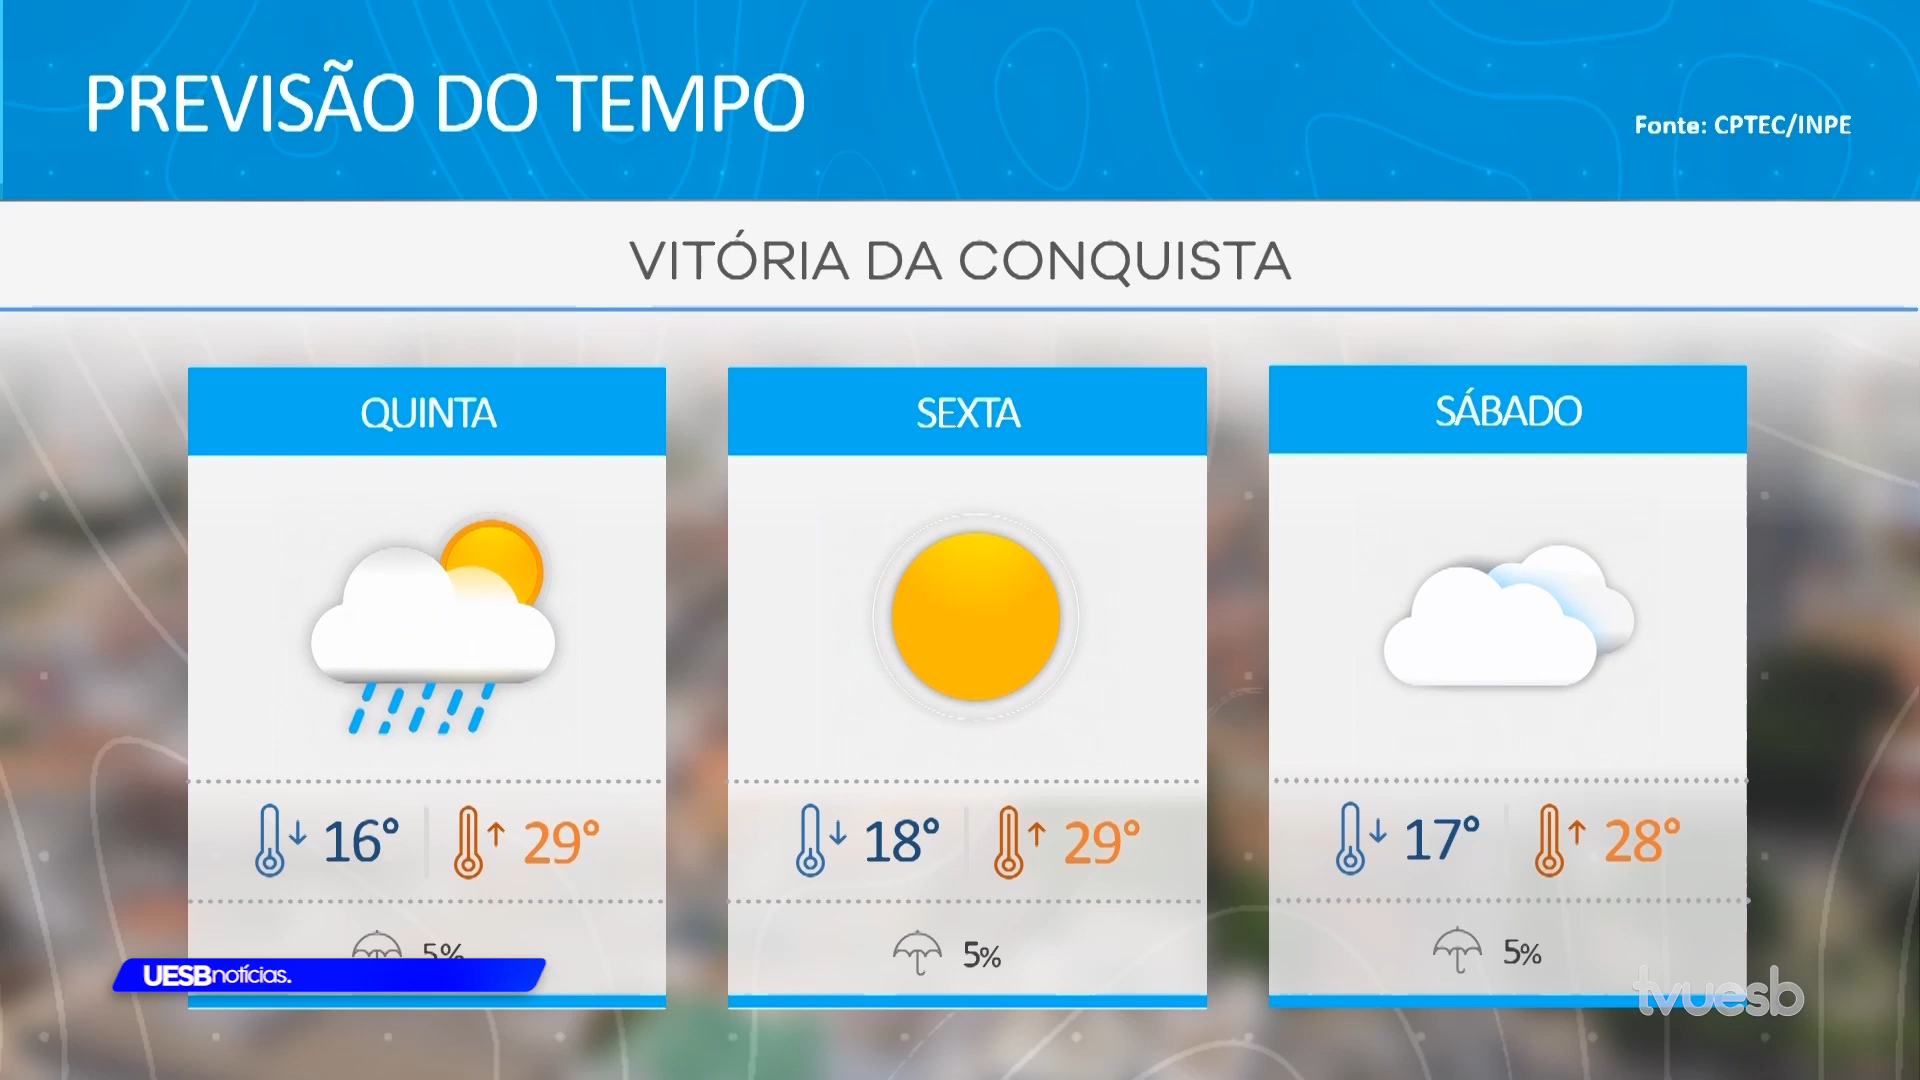 PREVISÃO DO TEMPO
Fonte: CPTEC/INPE
VITÓRIA DA CONQUISTA
QUINTA
16° 29°
5%
SEXTA
18° 29°
5%
SÁBADO
17° 28°
5%
UESBnotícias.
tvuesb